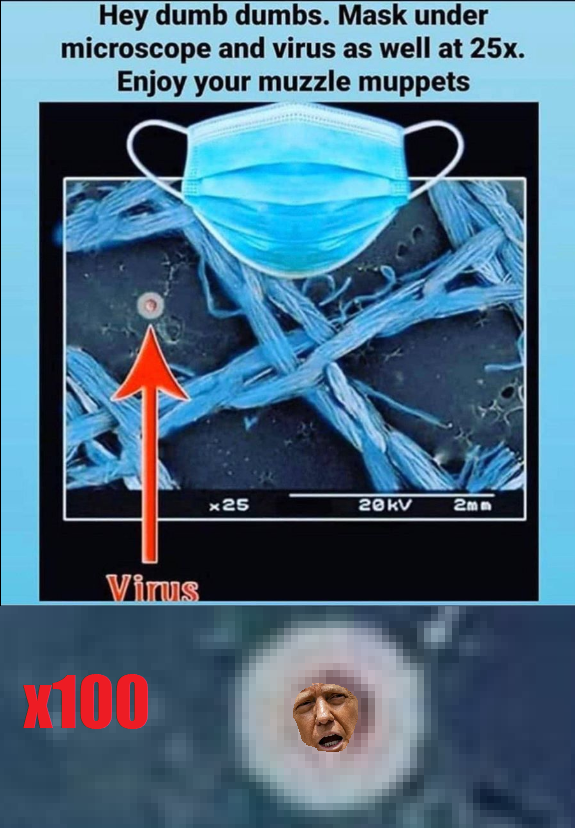 Hey dumb dumbs. Mask under
microscope and virus as well at 25x.
Enjoy your muzzle muppets
x25 20kV 2mm
Virus
x100